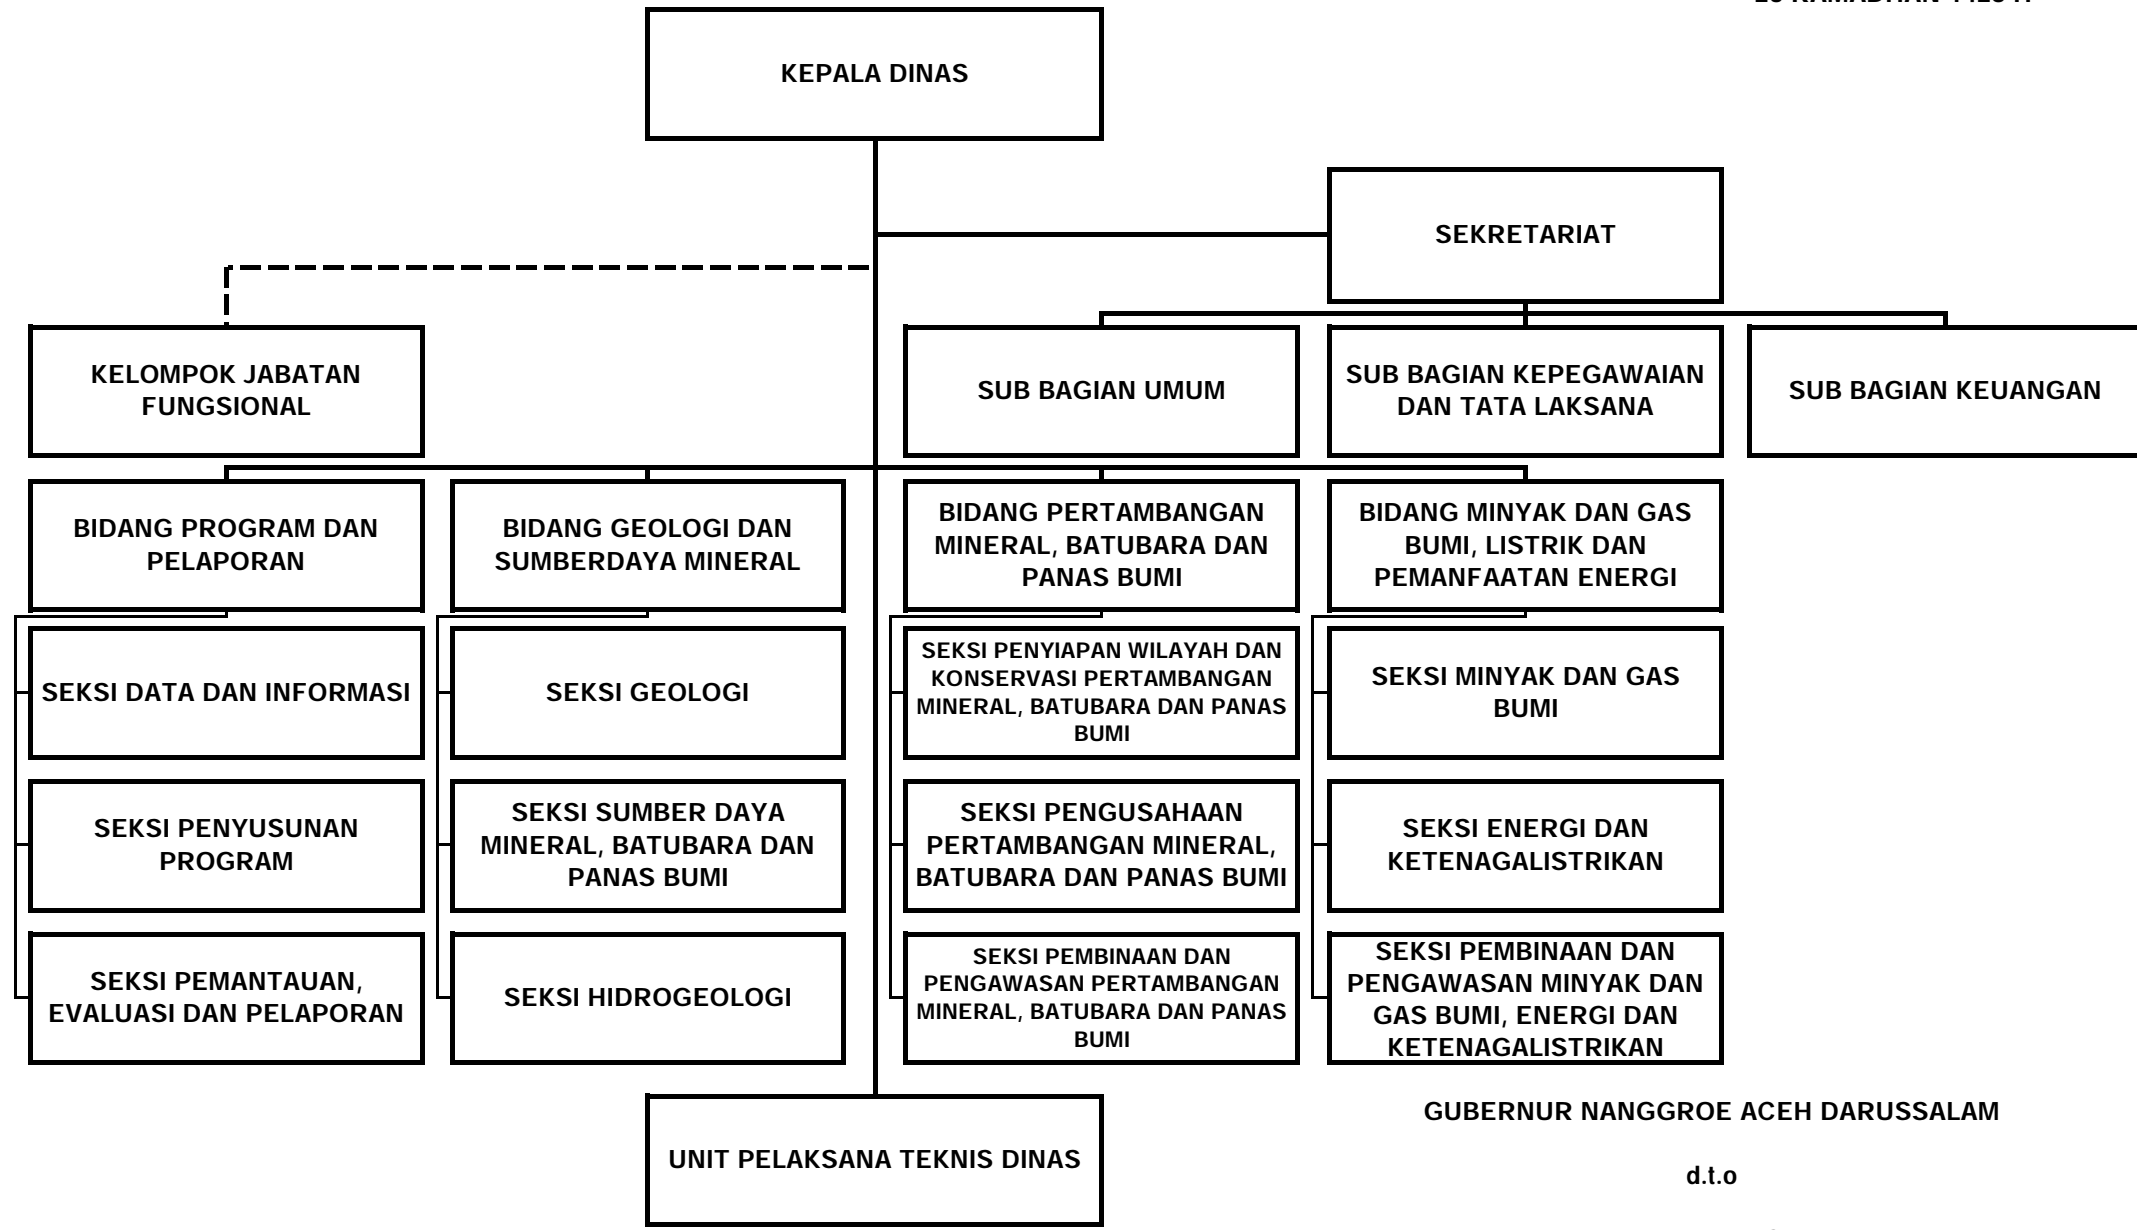 KEPALA DINAS
SEKRETARIAT
KELOMPOK JABATAN
FUNGSIONAL
SUB BAGIAN UMUM
SUB BAGIAN KEPEGAWAIAN
DAN TATA LAKSANA
SUB BAGIAN KEUANGAN
BIDANG PROGRAM DAN
PELAPORAN
BIDANG GEOLOGI DAN
SUMBERDAYA MINERAL
BIDANG PERTAMBANGAN
MINERAL, BATUBARA DAN
PANAS BUMI
BIDANG MINYAK DAN GAS
BUMI, LISTRIK DAN
PEMANFAATAN ENERGI
SEKSI DATA DAN INFORMASI
SEKSI GEOLOGI
SEKSI PENYIAPAN WILAYAH DAN
KONSERVASI PERTAMBANGAN
MINERAL, BATUBARA DAN PANAS
BUMI
SEKSI MINYAK DAN GAS
BUMI
SEKSI PENYUSUNAN
PROGRAM
SEKSI SUMBER DAYA
MINERAL, BATUBARA DAN
PANAS BUMI
SEKSI PENGUSAHAAN
PERTAMBANGAN MINERAL,
BATUBARA DAN PANAS BUMI
SEKSI ENERGI DAN
KETENAGALISTRIKAN
SEKSI PEMANTAUAN,
EVALUASI DAN PELAPORAN
SEKSI HIDROGEOLOGI
SEKSI PEMBINAAN DAN
PENGAWASAN PERTAMBANGAN
MINERAL, BATUBARA DAN PANAS
BUMI
SEKSI PEMBINAAN DAN
PENGAWASAN MINYAK DAN
GAS BUMI, ENERGI DAN
KETENAGALISTRIKAN
UNIT PELAKSANA TEKNIS DINAS
GUBERNUR NANGGROE ACEH DARUSSALAM
d.t.o